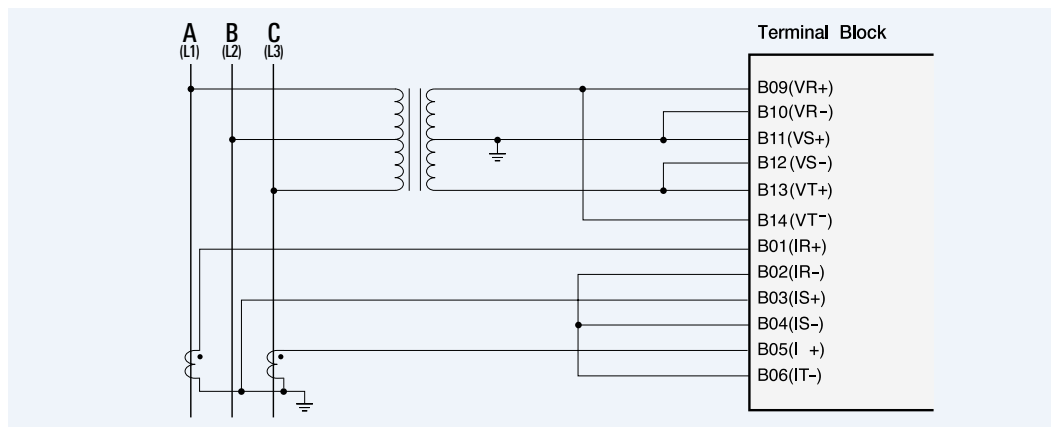 A B C
(L1) (L2) (L3)
Terminal Block
B09(VR+)
B10(VR-)
B11(VS+)
B12(VS-)
B13(VT+)
B14(VT-)
B01(IR+)
B02(IR-)
B03(IS+)
B04(IS-)
B05(I +)
B06(IT-)